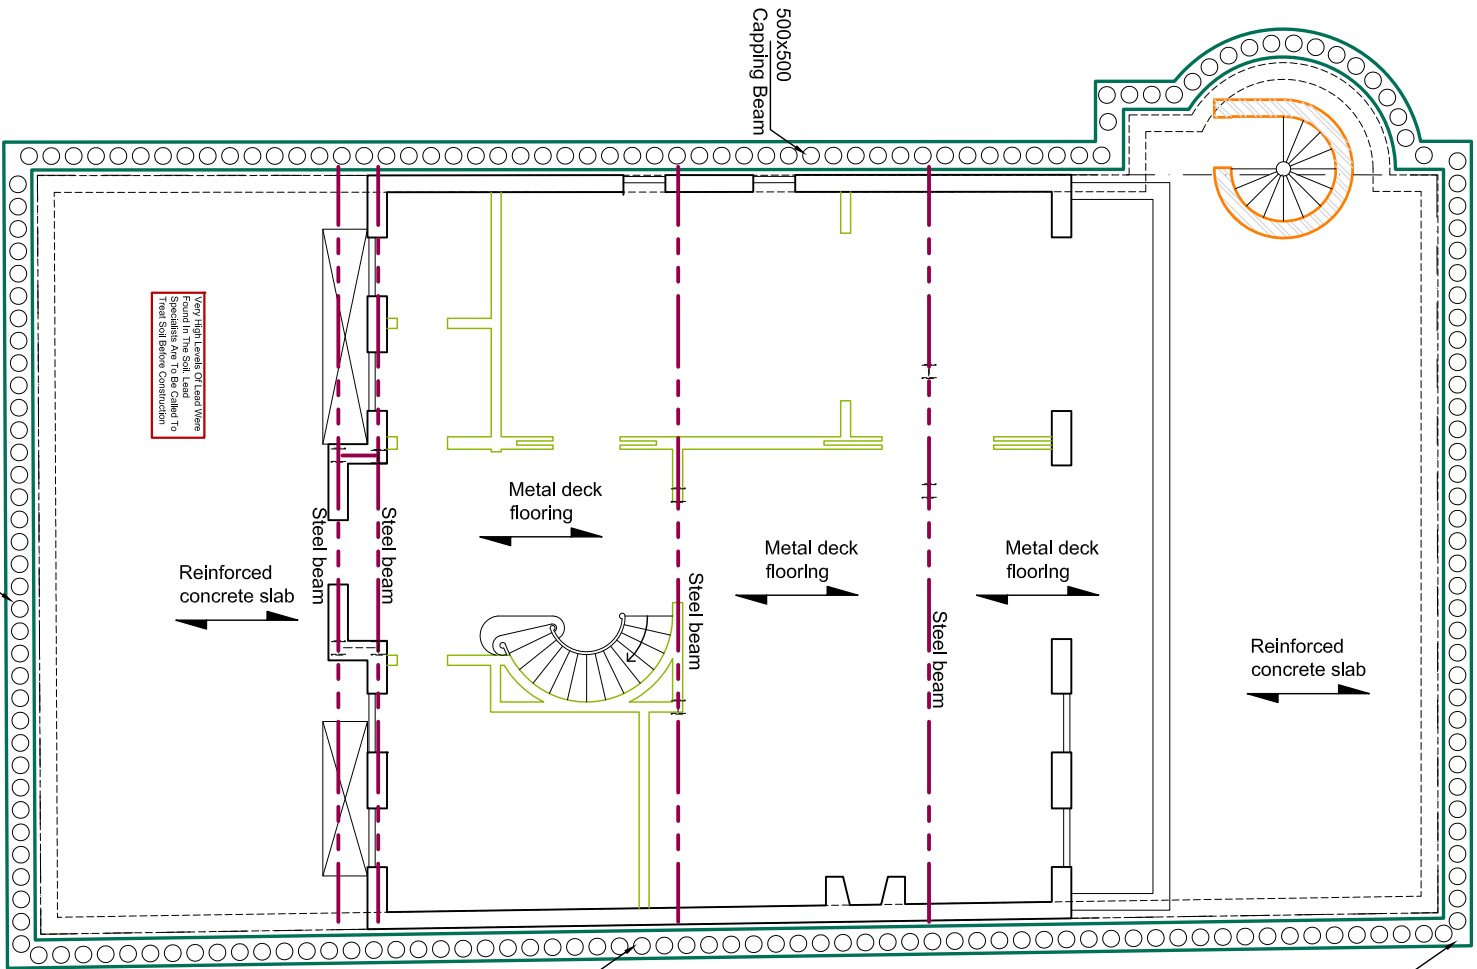 500x500
Capping Beam
Very High Levels Of Lead Were
Found In The Soil. Lead
Specialists Are To Be Called To
Treat Soil Before Construction
Steel beam
Steel beam
Metal deck
flooring
Metal deck
flooring
Metal deck
flooring
Reinforced
concrete slab
Steel beam
Steel beam
Reinforced
concrete slab